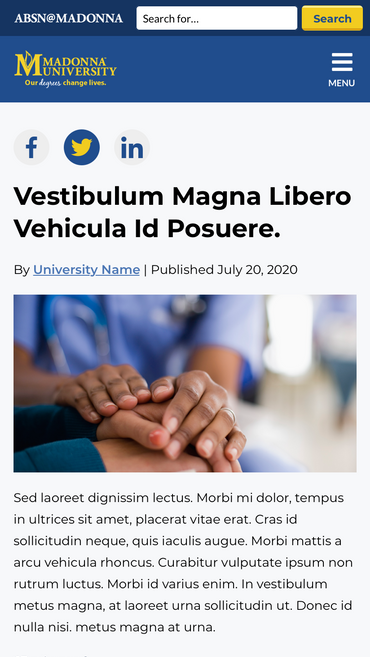 ABSN@MADONNA
Search for...
Search
MADONNA
UNIVERSITY
Our degrees change lives.
MENU
Vestibulum Magna Libero
Vehicula Id Posuere.
By University Name | Published July 20, 2020
Sed laoreet dignissim lectus. Morbi mi dolor, tempus
in ultrices sit amet, placerat vitae erat. Cras id
sollicitudin neque, quis iaculis augue. Morbi mattis a
arcu vehicula rhoncus. Curabitur vulputate ipsum non
rutrum luctus. Morbi id varius enim. In vestibulum
metus magna, at laoreet urna sollicitudin ut. Donec id
nulla nisi. metus magna at urna.